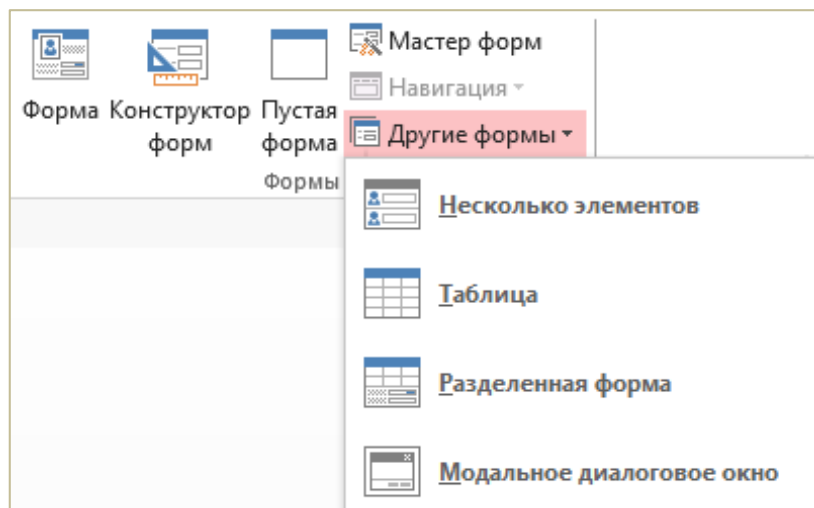 Форма
Конструктор
форм
Пустая
форма
Мастер форм
Навигация
Другие формы
Формы
Несколько элементов
Таблица
Разделенная форма
Модальное диалоговое окно